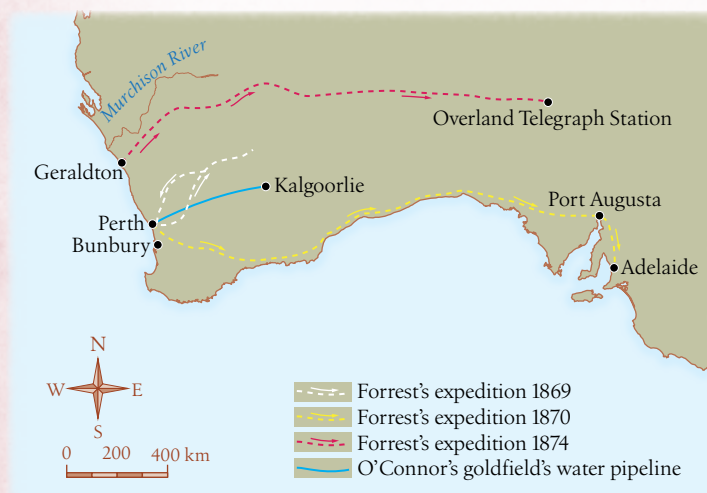 Murchison River
Overland Telegraph Station
Geraldton
Kalgoorlie
Port Augusta
Perth
Bunbury
Adelaide
N
W E
S
0 200 400 km
Forrest's expedition 1869
Forrest's expedition 1870
Forrest's expedition 1874
O'Connor's goldfield's water pipeline